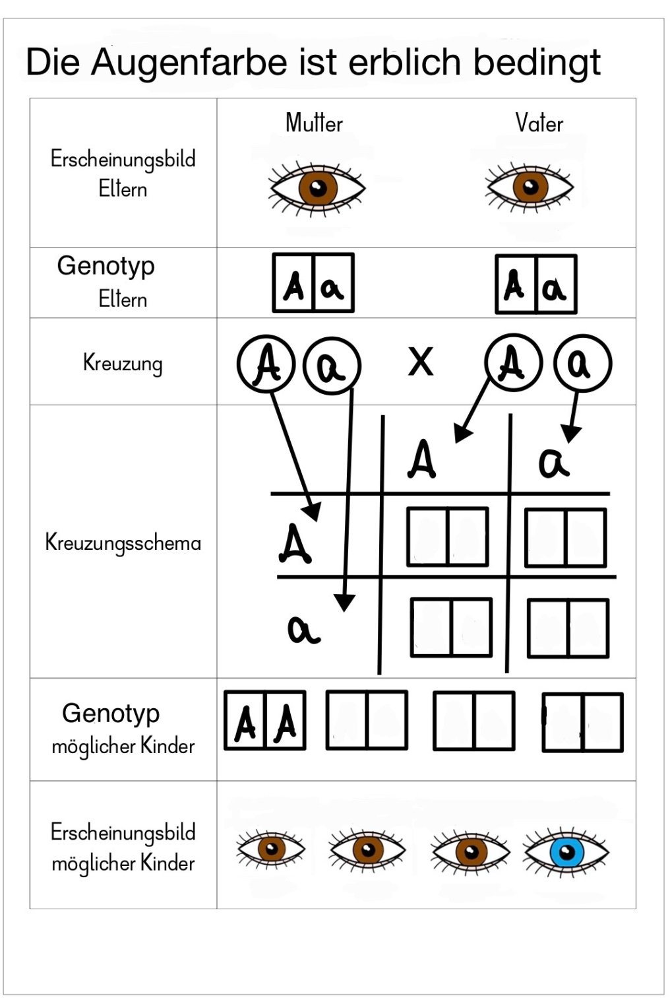 Die Augenfarbe ist erblich bedingt
Mutter Vater
Erscheinungsbild
Eltern
Genotyp
Eltern
A a A a
Kreuzung
A a X A a
A a
Kreuzungsschema
A
a
Genotyp
möglicher Kinder
A A
Erscheinungsbild
möglicher Kinder